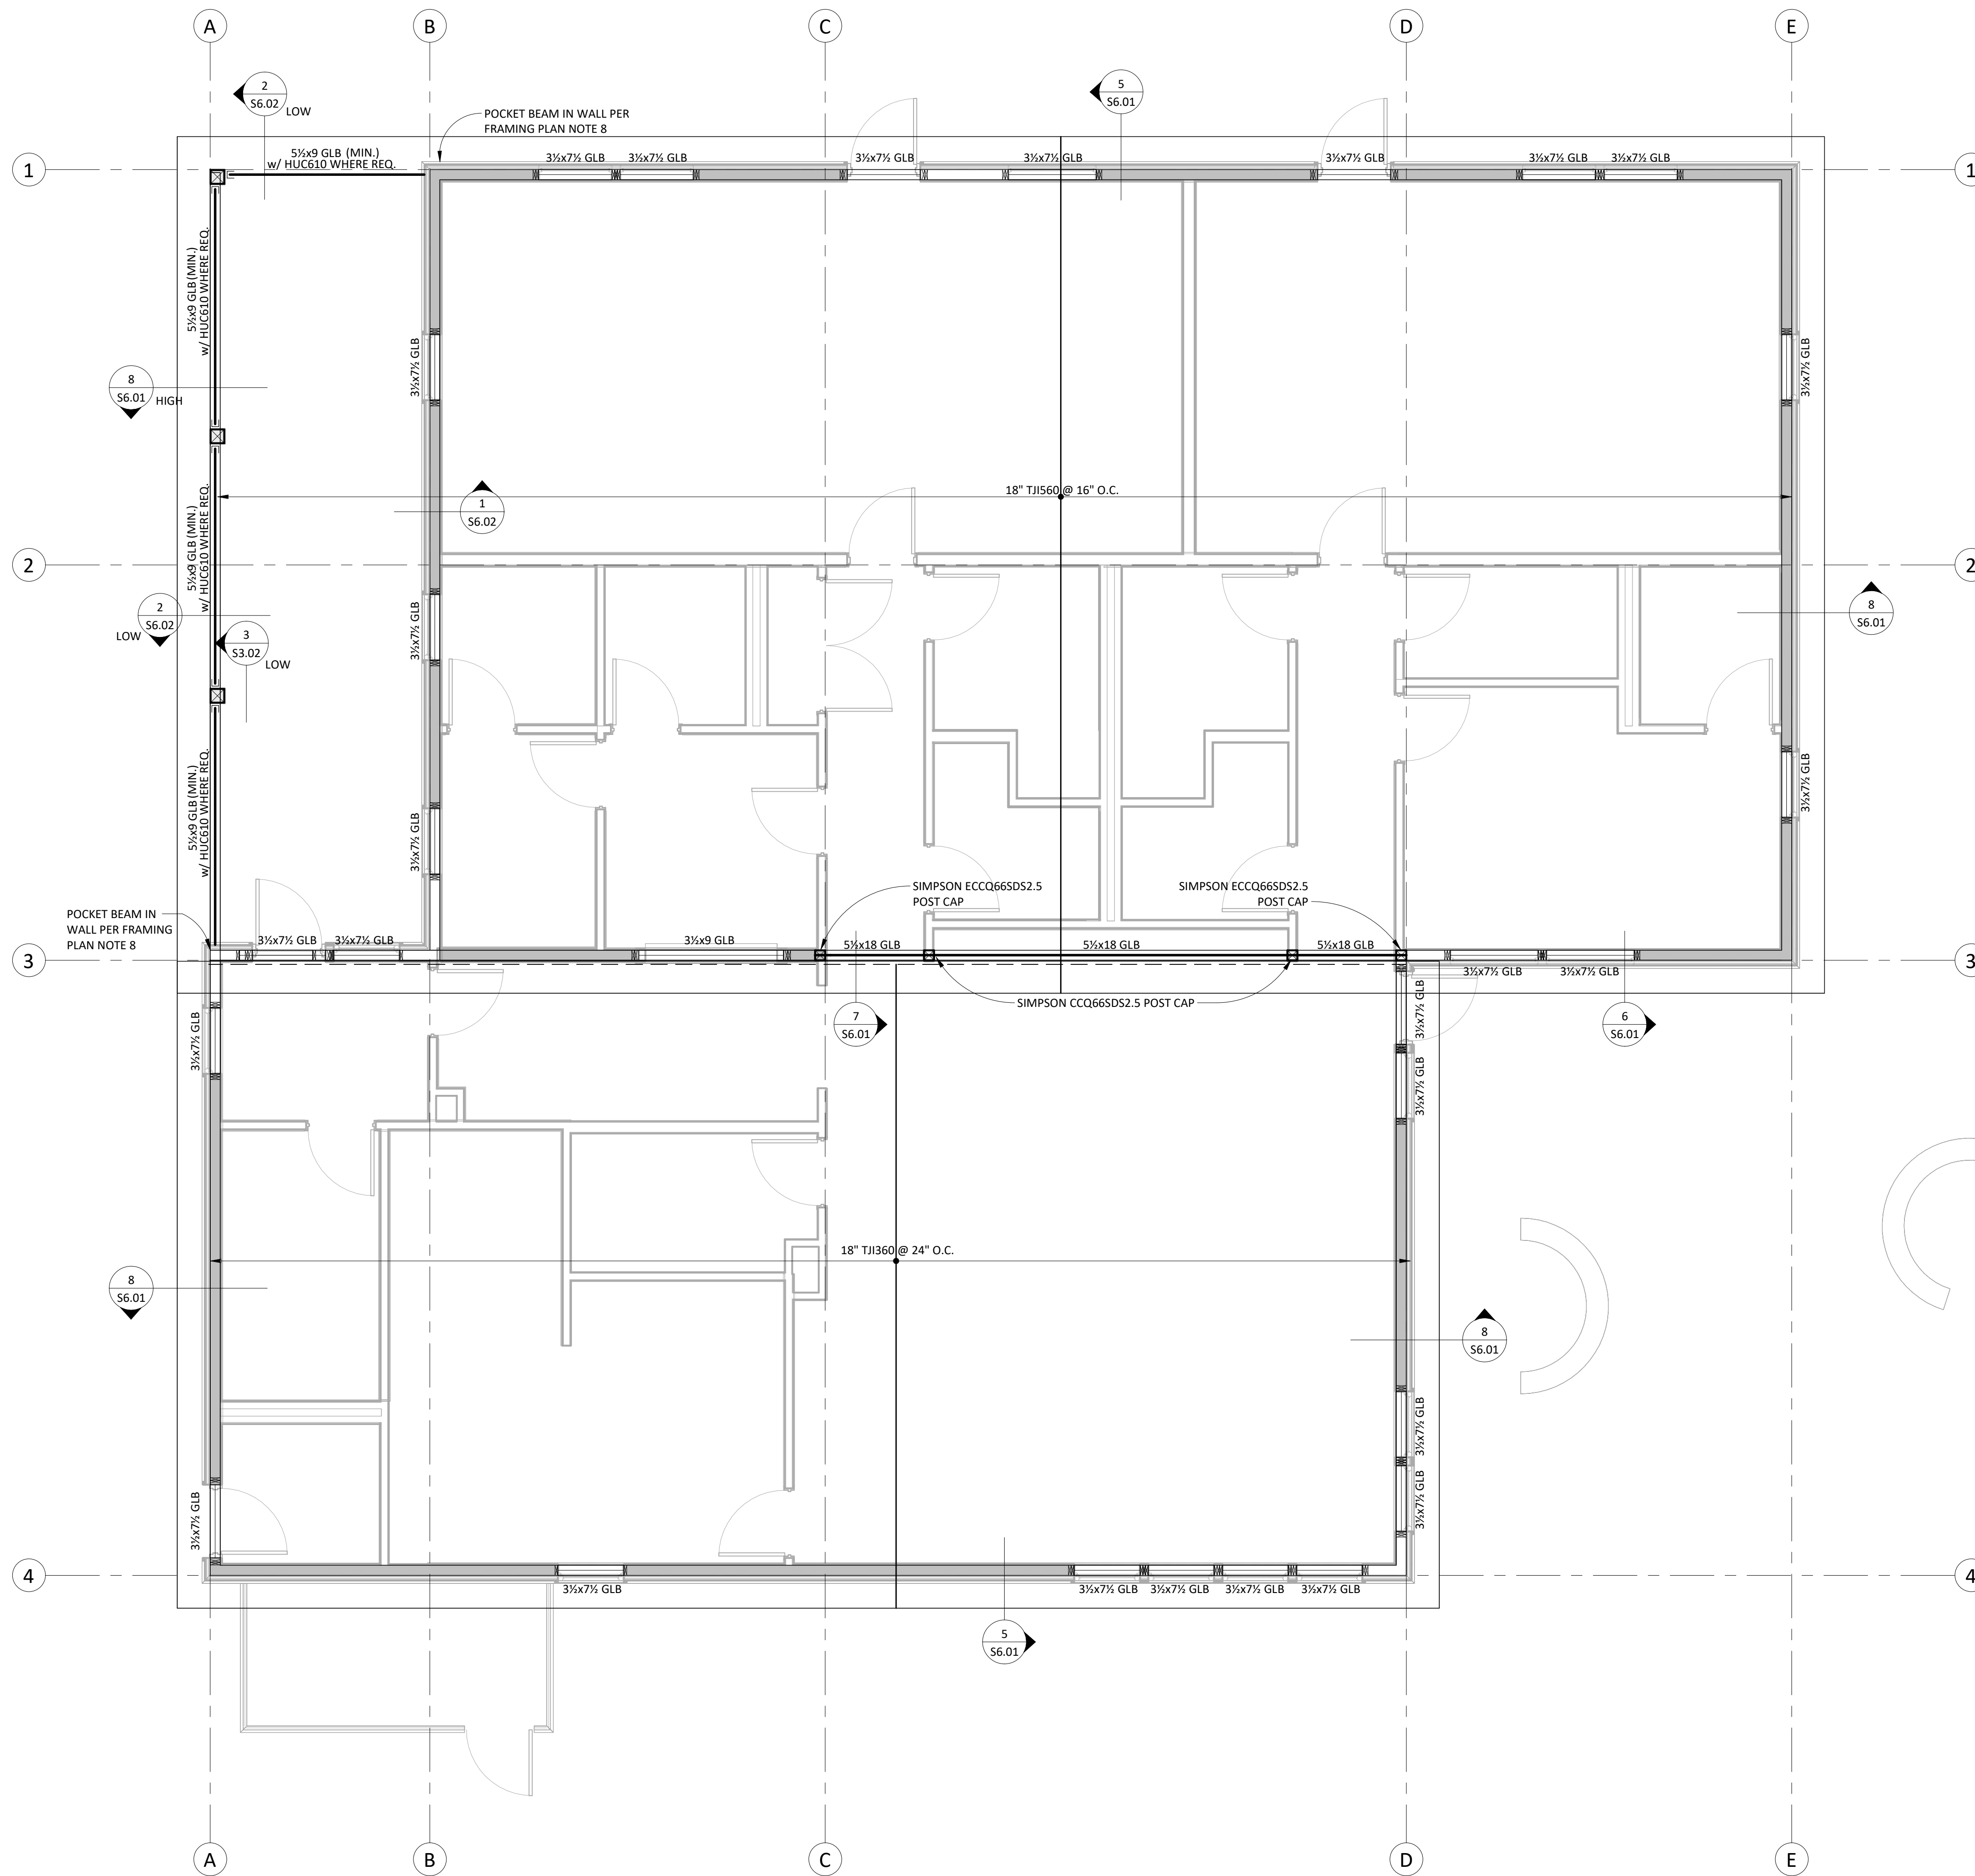 A
B
C
D
E
2
S6.02
LOW
5
S6.01
POCKET BEAM IN WALL PER
FRAMING PLAN NOTE 8
1
5½x9 GLB (MIN.)
w/ HUC610 WHERE REQ.
3½x7½ GLB
3½x7½ GLB
3½x7½ GLB
3½x7½ GLB
3½x7½ GLB
3½x7½ GLB
3½x7½ GLB
1
5½x9 GLB (MIN.)
w/ HUC610 WHERE REQ.
8
S6.01
HIGH
3½x7½ GLB
3½x7½ GLB
18" TJI560 @ 16" O.C.
1
S6.02
5½x9 GLB (MIN.)
w/ HUC610 WHERE REQ.
2
2
2
S6.02
LOW
3
S3.02
LOW
3½x7½ GLB
8
S6.01
5½x9 GLB (MIN.)
w/ HUC610 WHERE REQ.
3½x7½ GLB
3½x7½ GLB
SIMPSON ECCQ66SDS2.5
POST CAP
SIMPSON ECCQ66SDS2.5
POST CAP
POCKET BEAM IN
WALL PER FRAMING
PLAN NOTE 8
3½x7½ GLB
3½x7½ GLB
3½x9 GLB
5½x18 GLB
5½x18 GLB
5½x18 GLB
3
3
3½x7½ GLB
3½x7½ GLB
SIMPSON CCQ66SDS2.5 POST CAP
7
S6.01
6
S6.01
3½x7½ GLB
3½x7½ GLB
3½x7½ GLB
18" TJI360 @ 24" O.C.
8
S6.01
8
S6.01
3½x7½ GLB
3½x7½ GLB
3½x7½ GLB
4
4
3½x7½ GLB
3½x7½ GLB
3½x7½ GLB
3½x7½ GLB
3½x7½ GLB
5
S6.01
A
B
C
D
E